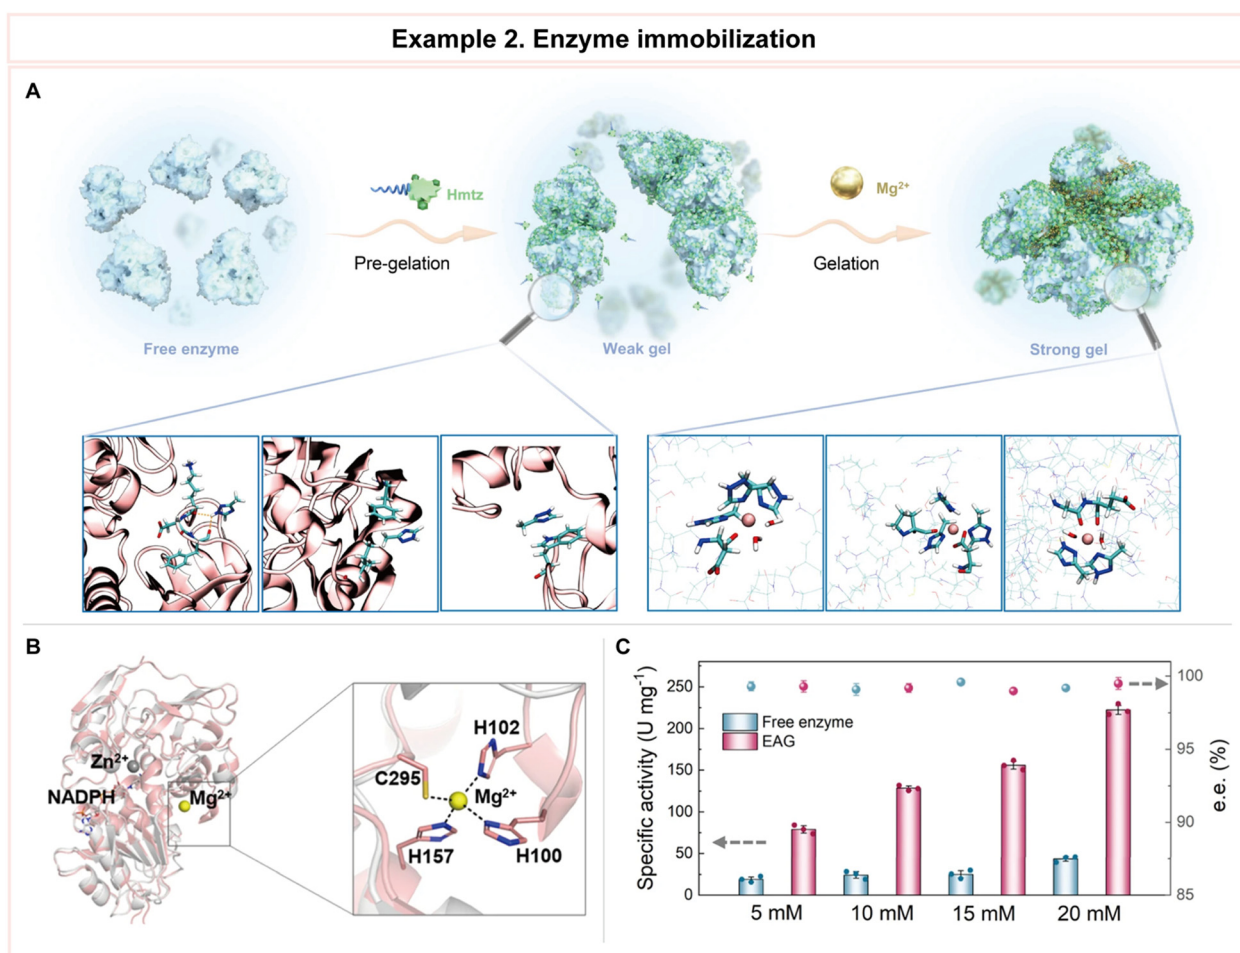 Example 2. Enzyme immobilization
A
Hmtz
Mg²⁺
Pre-gelation
Gelation
Free enzyme
Weak gel
Strong gel
B
Zn²⁺
NADPH
Mg²⁺
H102
C295
Mg²⁺
H157
H100
C
Specific activity (U mg⁻¹)
250
200
150
100
50
0
Free enzyme
EAG
100
95
90
85
e.e. (%)
5 mM 10 mM 15 mM 20 mM